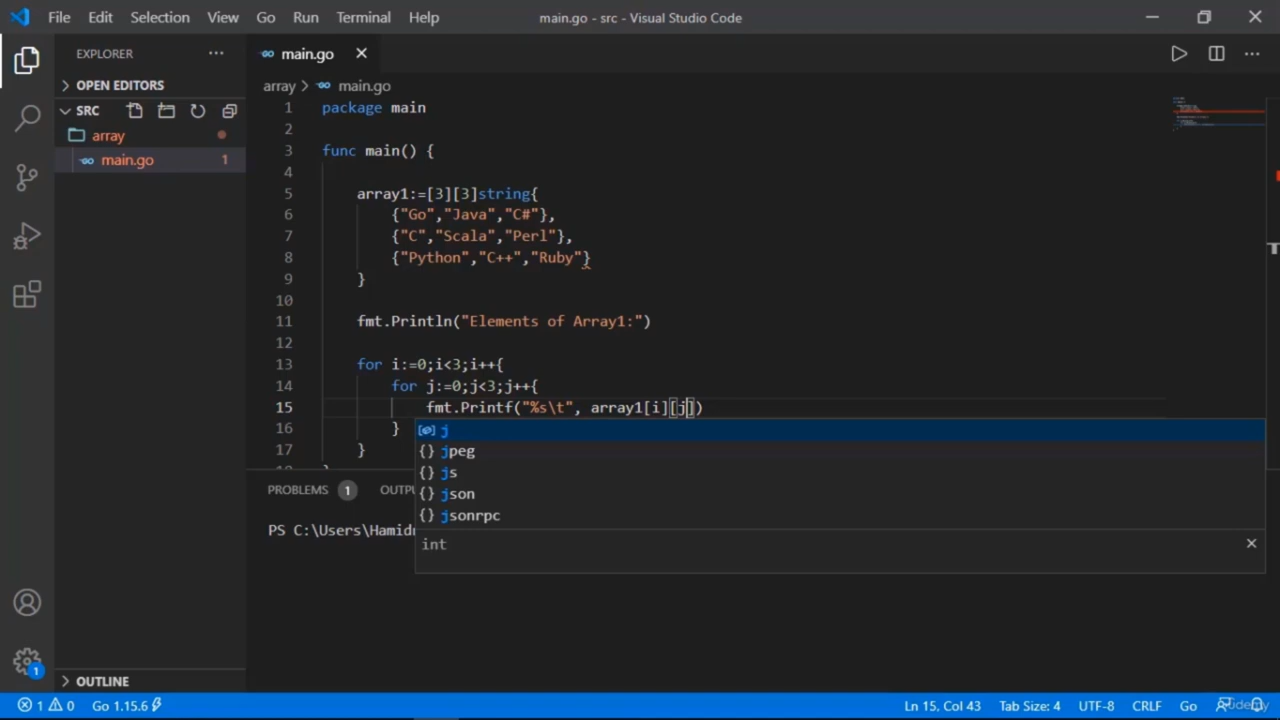 File Edit Selection View Go Run Terminal Help main.go - src - Visual Studio Code
EXPLORER
OPEN EDITORS
SRC
array
main.go 1
main.go
array main.go
1 package main
2
3 func main() {
4
5 array1:=[3][3]string{
6 {"Go","Java","C#"},
7 {"C","Scala","Perl"},
8 {"Python","C++","Ruby"}
9 }
10
11 fmt.Println("Elements of Array1:")
12
13 for i:=0;i<3;i++{
14 for j:=0;j<3;j++{
15 fmt.Printf("%s\t", array1[i][j])
16 }
17 }
j
jpeg
js
json
jsonrpc
int
PROBLEMS 1 OUTPU
PS C:\Users\Hamid
1
OUTLINE
1 0 Go 1.15.6 Ln 15, Col 43 Tab Size: 4 UTF-8 CRLF Go